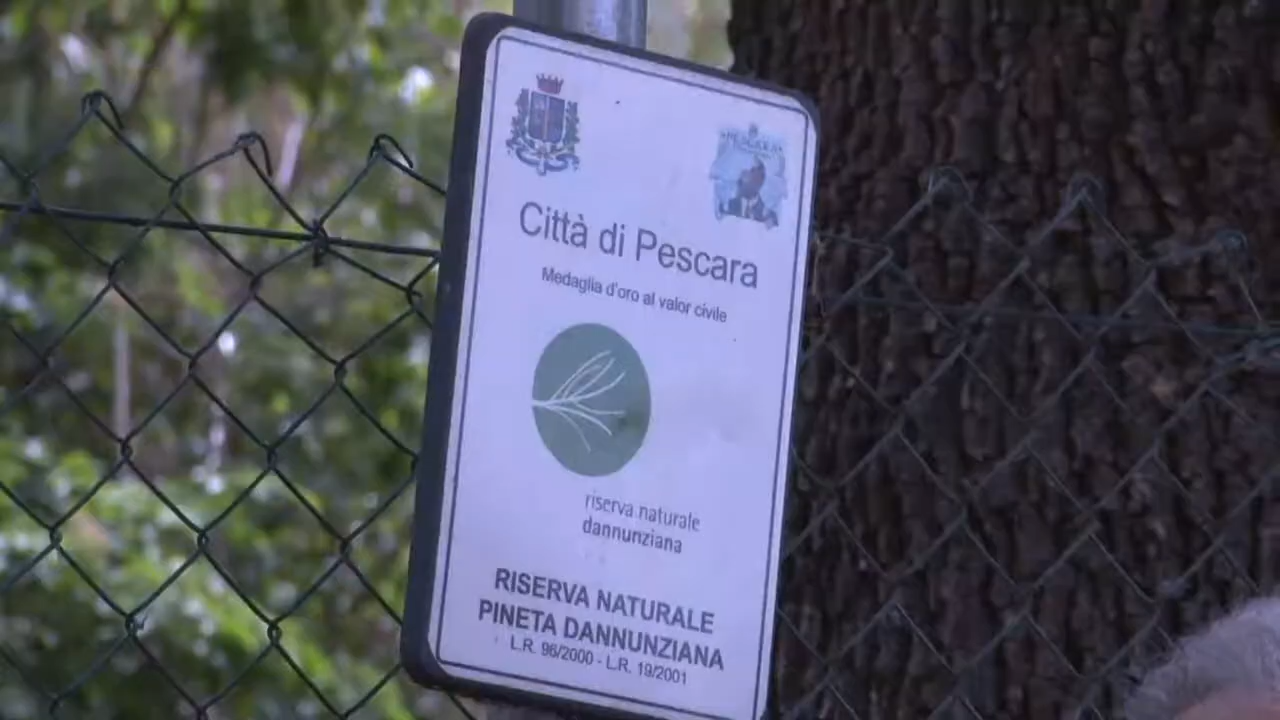 PESCARA
Città di Pescara
Medaglia d'oro al valor civile
riserva naturale
dannunziana
RISERVA NATURALE
PINETA DANNUNZIANA
L.R. 96/2000 - L.R. 19/2001